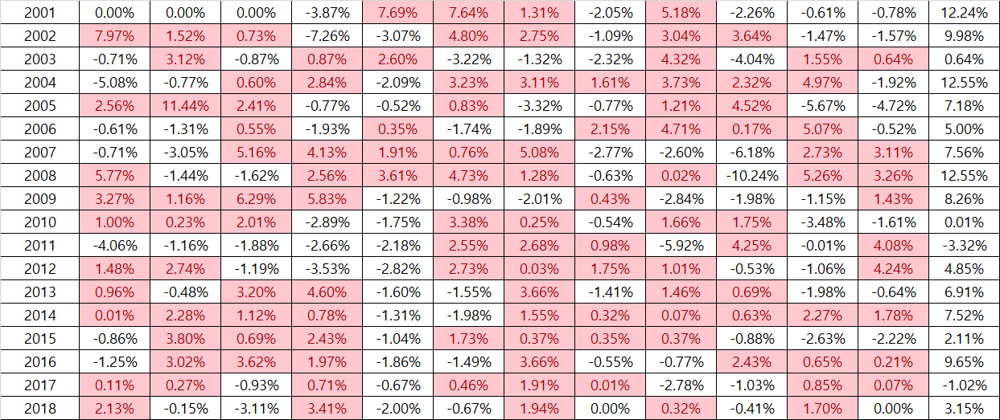 2001 0.00% 0.00% 0.00% -3.87% 7.69% 7.64% 1.31% -2.05% 5.18% -2.26% -0.61% -0.78% 12.24%
2002 7.97% 1.52% 0.73% -7.26% -3.07% 4.80% 2.75% -1.09% 3.04% 3.64% -1.47% -1.57% 9.98%
2003 -0.71% 3.12% -0.87% 0.87% 2.60% -3.22% -1.32% -2.32% 4.32% -4.04% 1.55% 0.64% 0.64%
2004 -5.08% -0.77% 0.60% 2.84% -2.09% 3.23% 3.11% 1.61% 3.73% 2.32% 4.97% -1.92% 12.55%
2005 2.56% 11.44% 2.41% -0.77% -0.52% 0.83% -3.32% -0.77% 1.21% 4.52% -5.67% -4.72% 7.18%
2006 -0.61% -1.31% 0.55% -1.93% 0.35% -1.74% -1.89% 2.15% 4.71% 0.17% 5.07% -0.52% 5.00%
2007 -0.71% -3.05% 5.16% 4.13% 1.91% 0.76% 5.08% -2.77% -2.60% -6.18% 2.73% 3.11% 7.56%
2008 5.77% -1.44% -1.62% 2.56% 3.61% 4.73% 1.28% -0.63% 0.02% -10.24% 5.26% 3.26% 12.55%
2009 3.27% 1.16% 6.29% 5.83% -1.22% -0.98% -2.01% 0.43% -2.84% -1.98% -1.15% 1.43% 8.26%
2010 1.00% 0.23% 2.01% -2.89% -1.75% 3.38% 0.25% -0.54% 1.66% 1.75% -3.48% -1.61% 0.01%
2011 -4.06% -1.16% -1.88% -2.66% -2.18% 2.55% 2.68% 0.98% -5.92% 4.25% -0.01% 4.08% -3.32%
2012 1.48% 2.74% -1.19% -3.53% -2.82% 2.73% 0.03% 1.75% 1.01% -0.53% -1.06% 4.24% 4.85%
2013 0.96% -0.48% 3.20% 4.60% -1.60% -1.55% 3.66% -1.41% 1.46% 0.69% -1.98% -0.64% 6.91%
2014 0.01% 2.28% 1.12% 0.78% -1.31% -1.98% 1.55% 0.32% 0.07% 0.63% 2.27% 1.78% 7.52%
2015 -0.86% 3.80% 0.69% 2.43% -1.04% 1.73% 0.37% 0.35% 0.37% -0.88% -2.63% -2.22% 2.11%
2016 -1.25% 3.02% 3.62% 1.97% -1.86% -1.49% 3.66% -0.55% -0.77% 2.43% 0.65% 0.21% 9.65%
2017 0.11% 0.27% -0.93% 0.71% -0.67% 0.46% 1.91% 0.01% -2.78% -1.03% 0.85% 0.07% -1.02%
2018 2.13% -0.15% -3.11% 3.41% -2.00% -0.67% 1.94% 0.00% 0.32% -0.41% 1.70% 0.00% 3.15%